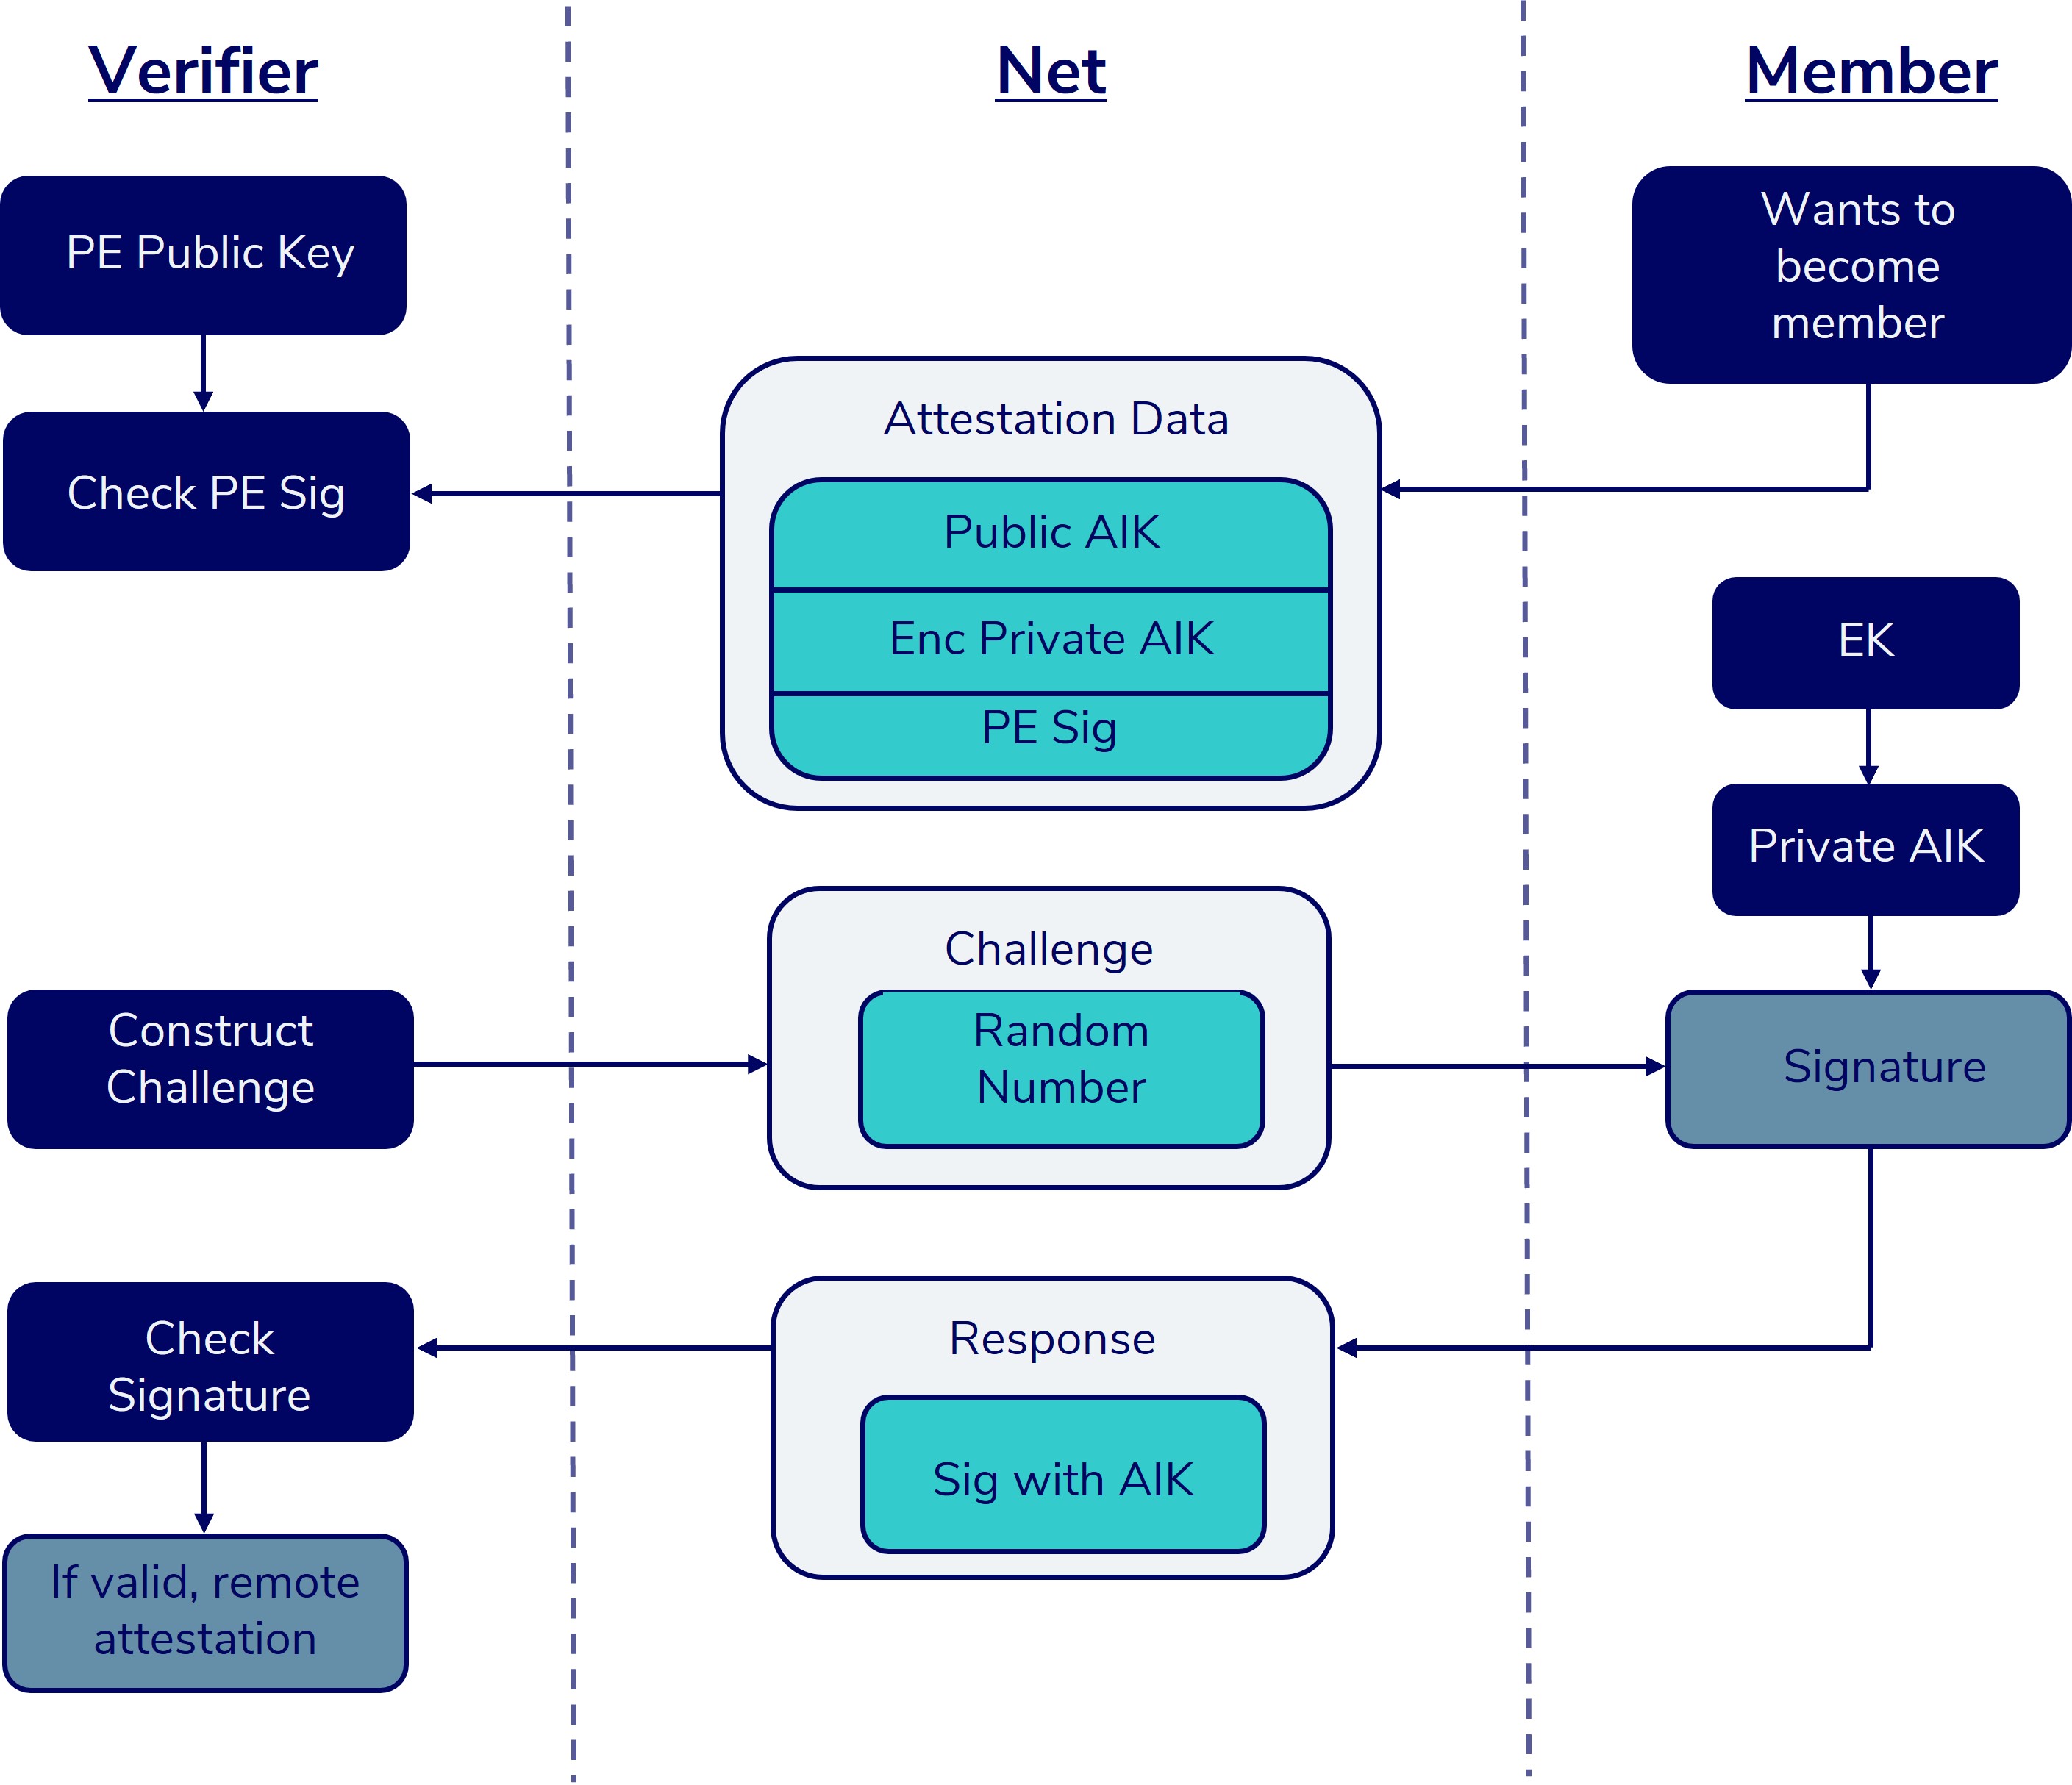 Verifier
Net
Member
PE Public Key
Wants to
become
member
Attestation Data
Check PE Sig
Public AIK
Enc Private AIK
PE Sig
EK
Private AIK
Challenge
Construct
Challenge
Random
Number
Signature
Check
Signature
Response
Sig with AIK
If valid, remote
attestation